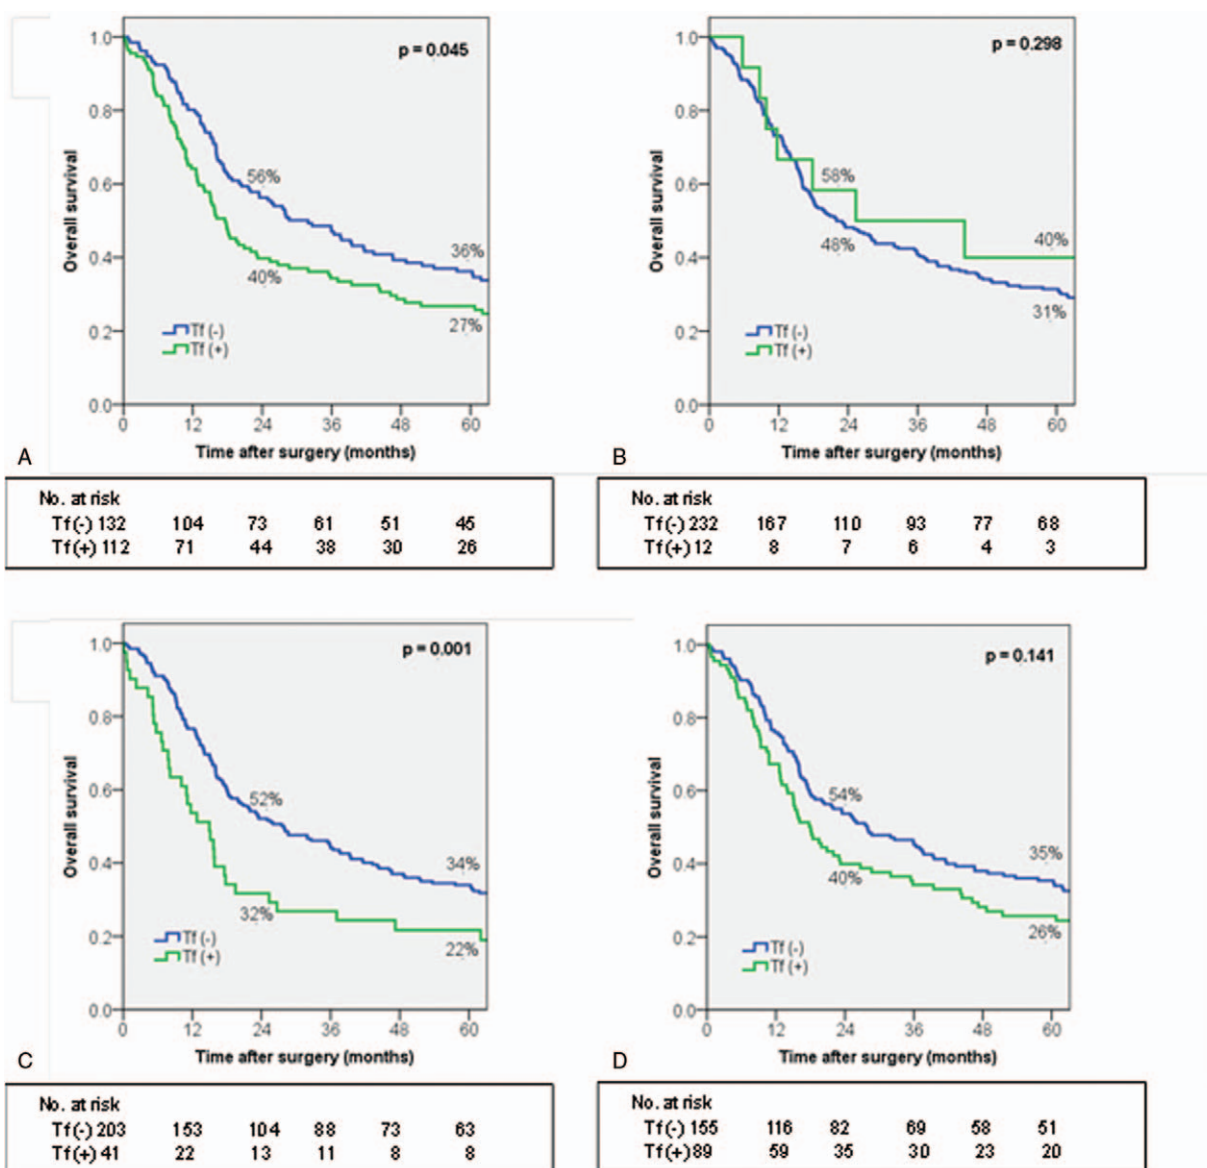 p = 0.045
1.0
0.8
0.6
0.4
0.2
0.0
Overall survival
56%
36%
40%
27%
Tf (-)
Tf (+)
0 12 24 36 48 60
Time after surgery (months)
A
No. at risk
Tf(-) 132 104 73 61 51 45
Tf(+) 112 71 44 38 30 26
p = 0.298
1.0
0.8
0.6
0.4
0.2
0.0
Overall survival
58%
48%
40%
31%
Tf (-)
Tf (+)
0 12 24 36 48 60
Time after surgery (months)
B
No. at risk
Tf(-) 232 167 110 93 77 68
Tf(+) 12 8 7 6 4 3
p = 0.001
1.0
0.8
0.6
0.4
0.2
0.0
Overall survival
52%
34%
32%
22%
Tf (-)
Tf (+)
0 12 24 36 48 60
Time after surgery (months)
C
No. at risk
Tf(-) 203 153 104 88 73 63
Tf(+) 41 22 13 11 8 8
p = 0.141
1.0
0.8
0.6
0.4
0.2
0.0
Overall survival
54%
35%
40%
26%
Tf (-)
Tf (+)
0 12 24 36 48 60
Time after surgery (months)
D
No. at risk
Tf(-) 155 116 82 69 58 51
Tf(+) 89 59 35 30 23 20